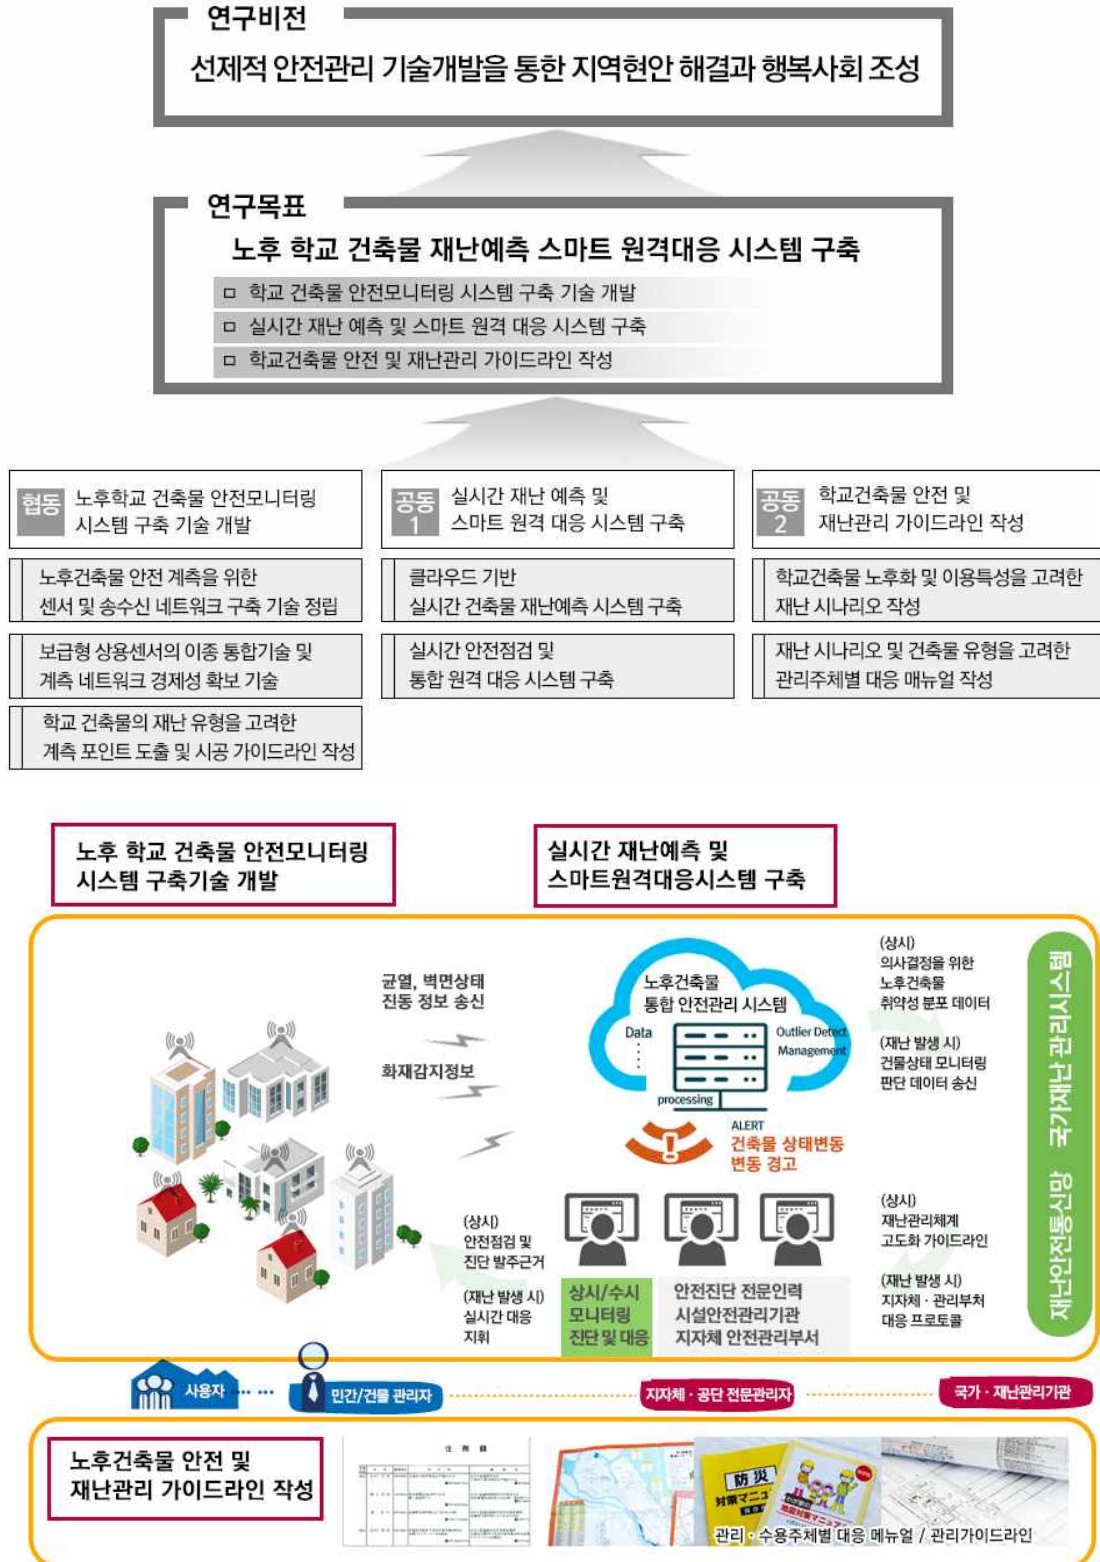 연구비전
선제적 안전관리 기술개발을 통한 지역현안 해결과 행복사회 조성
연구목표
노후 학교 건축물 재난예측 스마트 원격대응 시스템 구축
□ 학교 건축물 안전모니터링 시스템 구축 기술 개발
□ 실시간 재난 예측 및 스마트 원격 대응 시스템 구축
□ 학교건축물 안전 및 재난관리 가이드라인 작성
협동
노후학교 건축물 안전모니터링
시스템 구축 기술 개발
노후건축물 안전 계측을 위한
센서 및 송수신 네트워크 구축 기술 정립
보급형 상용센서의 이종 통합기술 및
계측 네트워크 경제성 확보 기술
학교 건축물의 재난 유형을 고려한
계측 포인트 도출 및 시공 가이드라인 작성
공동
1
실시간 재난 예측 및
스마트 원격 대응 시스템 구축
클라우드 기반
실시간 건축물 재난예측 시스템 구축
실시간 안전점검 및
통합 원격 대응 시스템 구축
공동
2
학교건축물 안전 및
재난관리 가이드라인 작성
학교건축물 노후화 및 이용특성을 고려한
재난 시나리오 작성
재난 시나리오 및 건축물 유형을 고려한
관리주체별 대응 매뉴얼 작성
노후 학교 건축물 안전모니터링
시스템 구축기술 개발
실시간 재난예측 및
스마트원격대응시스템 구축
균열, 벽면상태
진동 정보 송신
화재감지정보
노후건축물
통합 안전관리 시스템
Data
Outlier Detect
Management
processing
ALERT
건축물 상태변동
변동 경고
(상시)
의사결정을 위한
노후건축물
취약성 분포 데이터
(재난 발생 시)
건물상태 모니터링
판단 데이터 송신
(상시)
안전점검 및
진단 발주근거
(재난 발생 시)
실시간 대응
지휘
상시/수시
모니터링
진단 및 대응
안전진단 전문인력
시설안전관리기관
지자체 안전관리부서
(상시)
재난관리체계
고도화 가이드라인
(재난 발생 시)
지자체·관리부처
대응 프로토콜
재난안전통신망 국가재난 관리시스템
사용자
민간/건물 관리자
지자체·공단 전문관리자
국가·재난관리기관
노후건축물 안전 및
재난관리 가이드라인 작성
防災
対策マニュ
地震対策マニュアル
관리·수용주체별 대응 메뉴얼 / 관리가이드라인